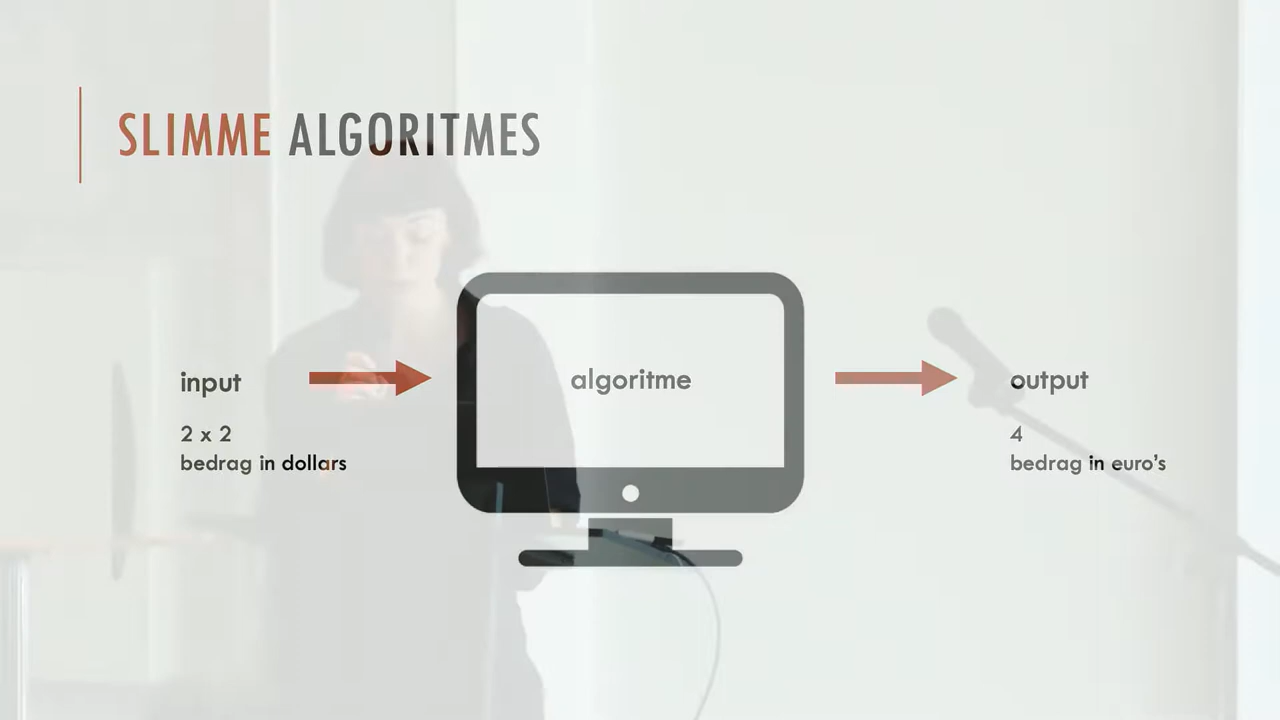 SLIMME ALGORITMES
input
algoritme
output
2 x 2
bedrag in dollars
4
bedrag in euro's